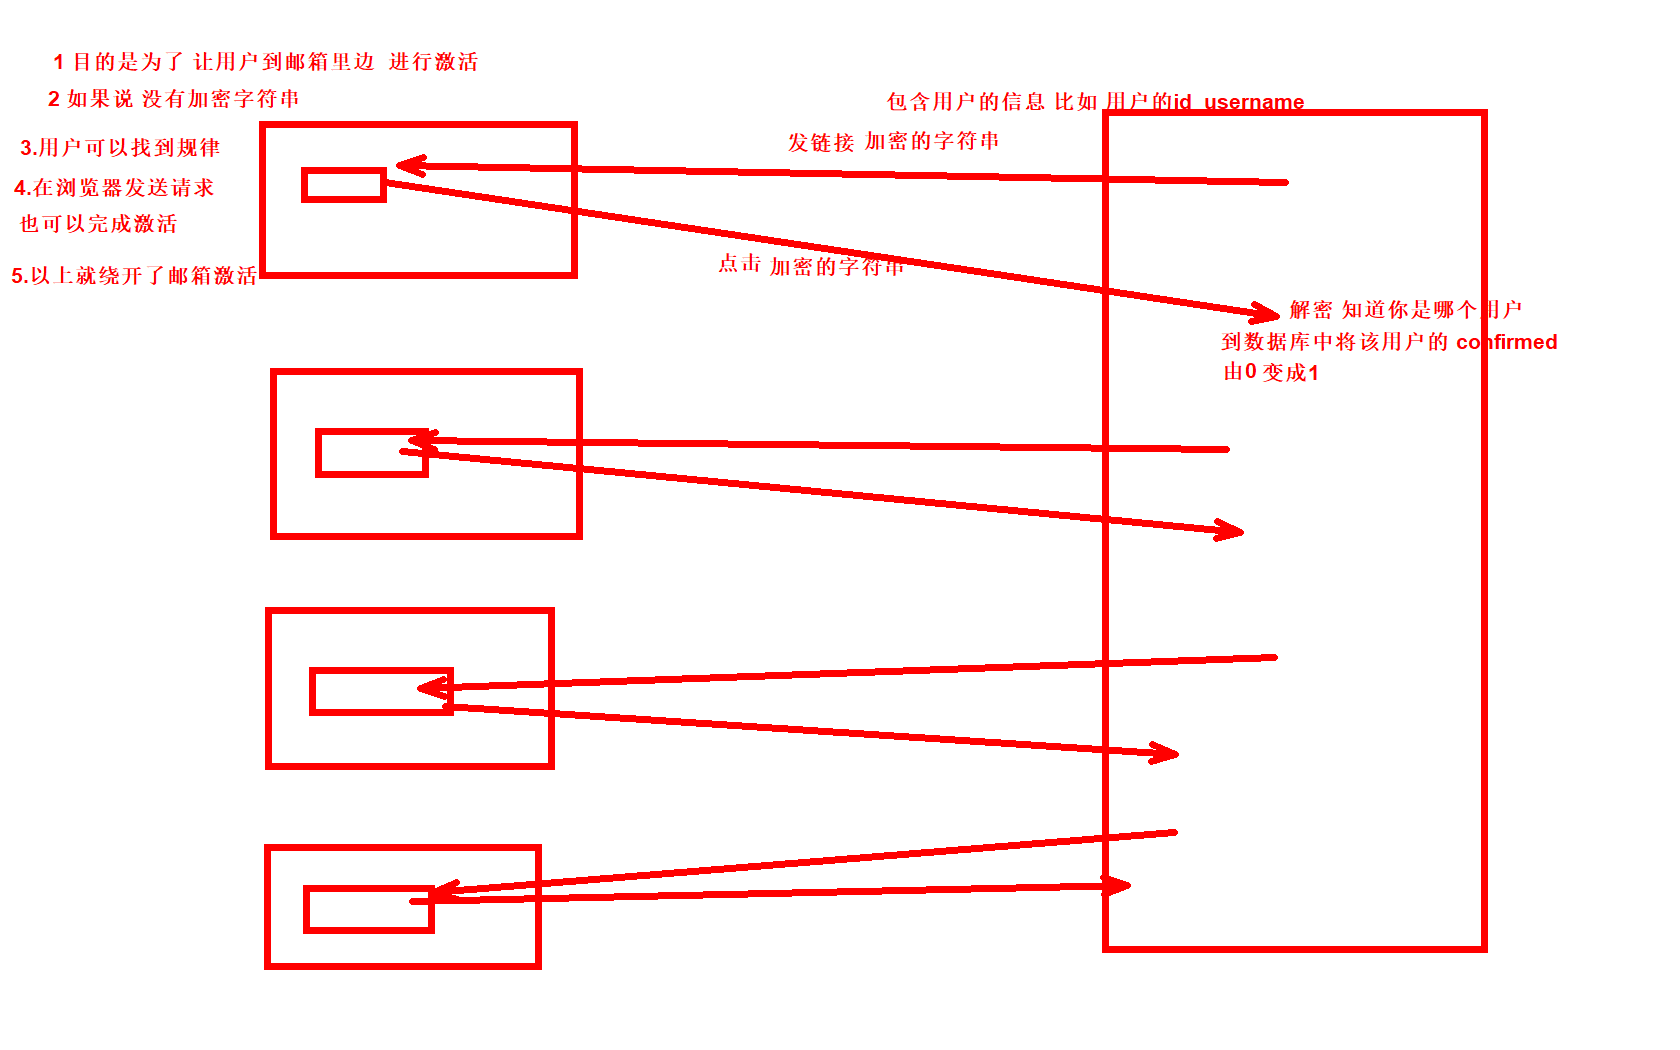 1 目的是为了 让用户到邮箱里边 进行激活
2 如果说 没有加密字符串
3.用户可以找到规律
4.在浏览器发送请求
也可以完成激活
5.以上就绕开了邮箱激活
包含用户的信息 比如 用户的id username
发链接 加密的字符串
点击 加密的字符串
解密 知道你是哪个用户
到数据库中将该用户的 confirmed
由0 变成1